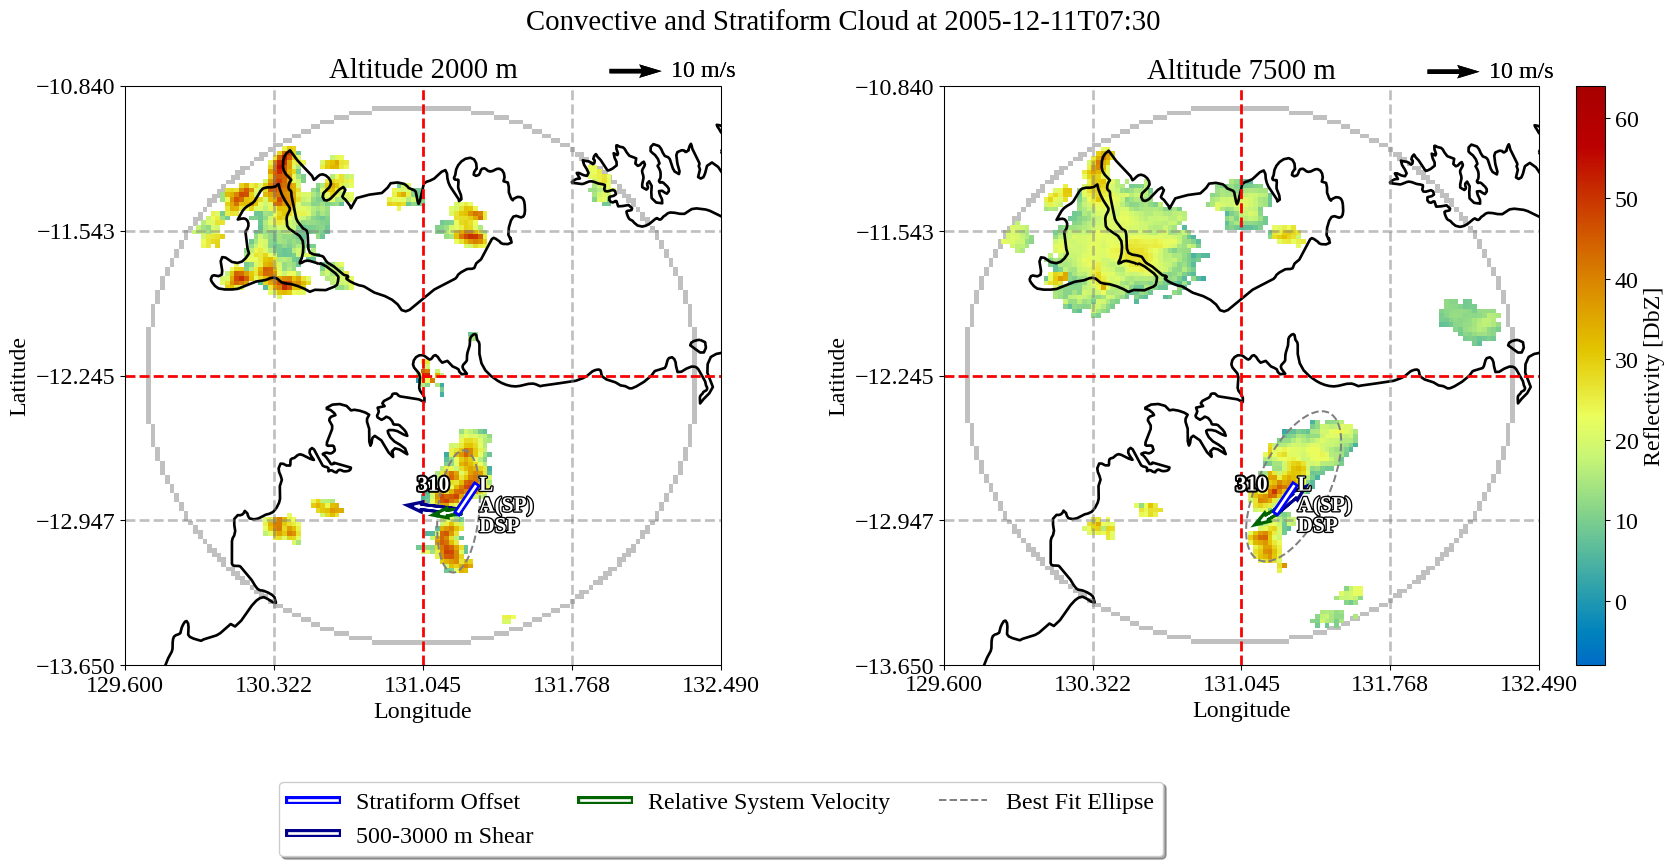 Convective and Stratiform Cloud at 2005-12-11T07:30
Altitude 2000 m
10 m/s
Altitude 7500 m
10 m/s
−10.840
−11.543
−12.245
−12.947
−13.650
129.600
130.322
131.045
131.768
132.490
Latitude
Longitude
310
L
A(SP)
DSP
−10.840
−11.543
−12.245
−12.947
−13.650
129.600
130.322
131.045
131.768
132.490
Latitude
Longitude
310
L
A(SP)
DSP
60
50
40
30
20
10
0
Reflectivity [DbZ]
Stratiform Offset
Relative System Velocity
Best Fit Ellipse
500-3000 m Shear